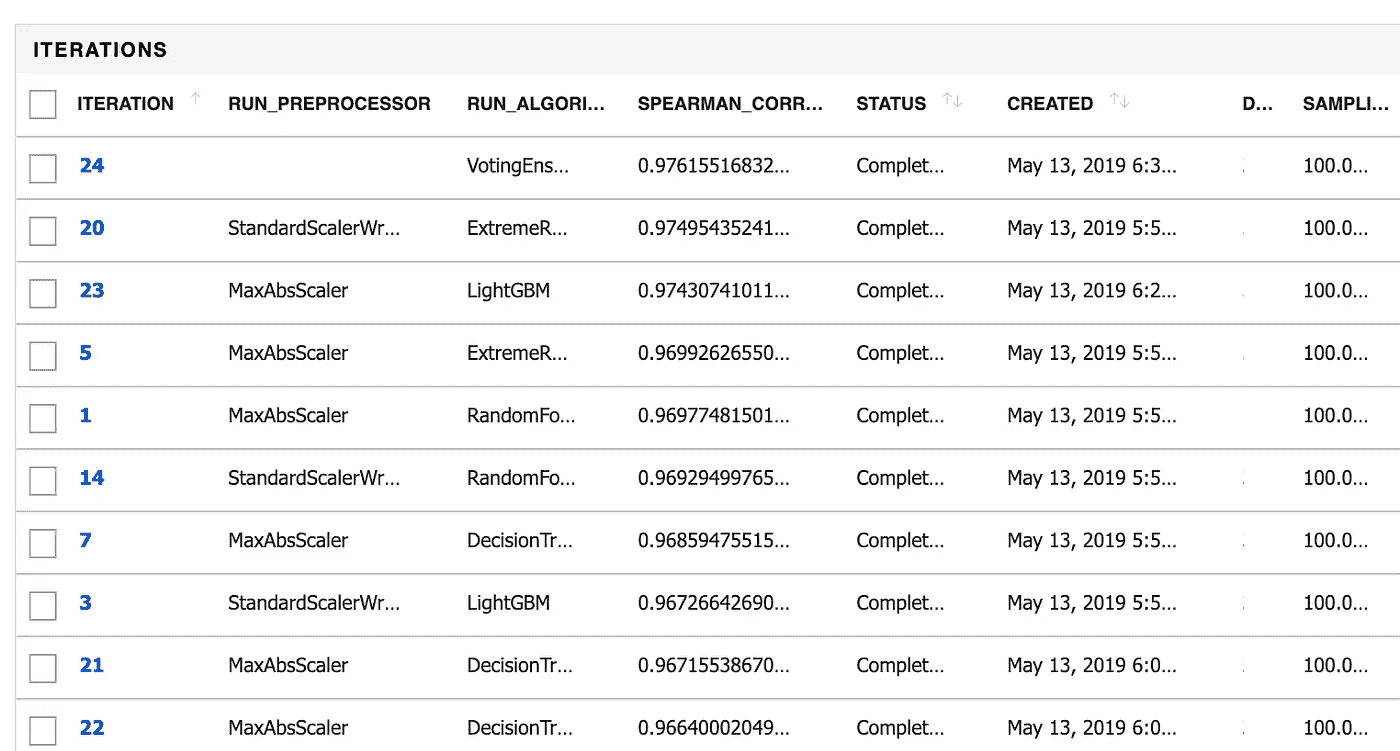 ITERATIONS
ITERATION RUN_PREPROCESSOR RUN_ALGORI... SPEARMAN_CORR... STATUS CREATED D... SAMPLI...
24 VotingEns... 0.97615516832... Complet... May 13, 2019 6:3... 100.0...
20 StandardScalerWr... ExtremeR... 0.97495435241... Complet... May 13, 2019 5:5... 100.0...
23 MaxAbsScaler LightGBM 0.97430741011... Complet... May 13, 2019 6:2... 100.0...
5 MaxAbsScaler ExtremeR... 0.96992626550... Complet... May 13, 2019 5:5... 100.0...
1 MaxAbsScaler RandomFo... 0.96977481501... Complet... May 13, 2019 5:5... 100.0...
14 StandardScalerWr... RandomFo... 0.96929499765... Complet... May 13, 2019 5:5... 100.0...
7 MaxAbsScaler DecisionTr... 0.96859475515... Complet... May 13, 2019 5:5... 100.0...
3 StandardScalerWr... LightGBM 0.96726642690... Complet... May 13, 2019 5:5... 100.0...
21 MaxAbsScaler DecisionTr... 0.96715538670... Complet... May 13, 2019 6:0... 100.0...
22 MaxAbsScaler DecisionTr... 0.96640002049... Complet... May 13, 2019 6:0... 100.0...